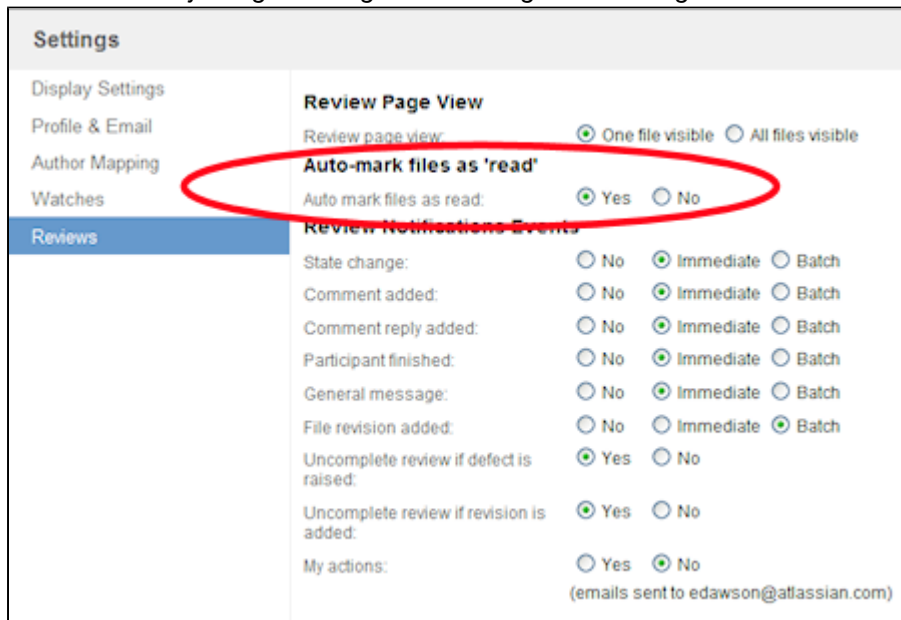 Settings
Display Settings
Profile & Email
Author Mapping
Watches
Reviews
Review Page View
Review page view: One file visible All files visible
Auto-mark files as 'read'
Auto mark files as read: Yes No
Review Notifications Events
State change: No Immediate Batch
Comment added: No Immediate Batch
Comment reply added: No Immediate Batch
Participant finished: No Immediate Batch
General message: No Immediate Batch
File revision added: No Immediate Batch
Uncomplete review if defect is raised: Yes No
Uncomplete review if revision is added: Yes No
My actions: Yes No
(emails sent to edawson@atlassian.com)